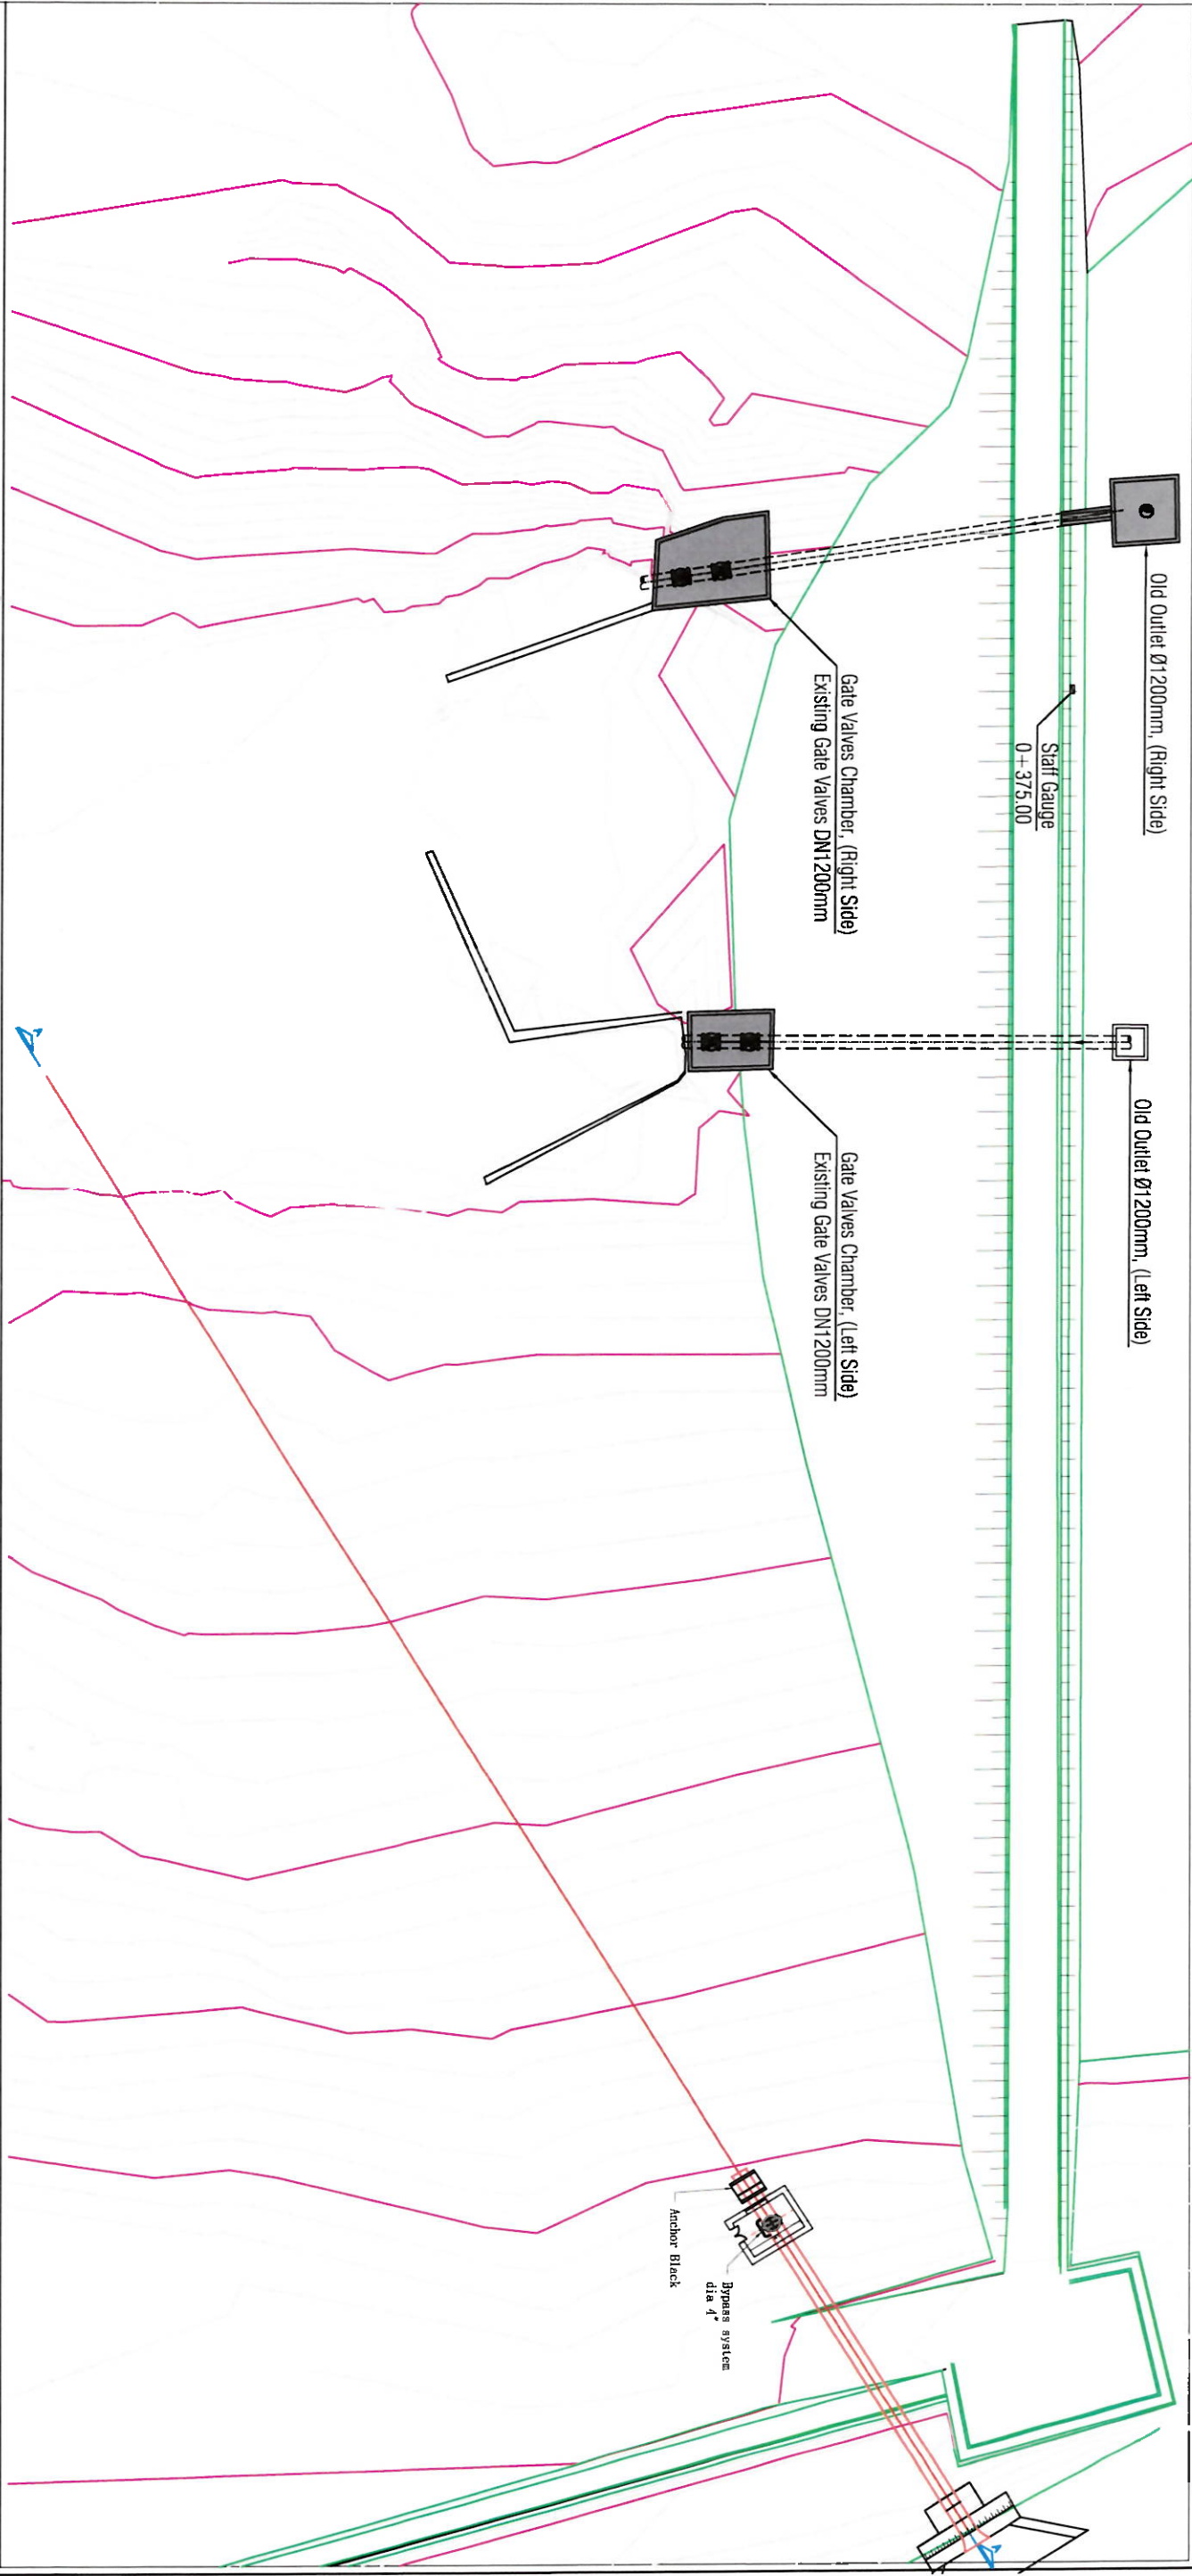 Old Outlet Ø1200mm, (Right Side)
Staff Gauge
0+375.00
Gate Valves Chamber, (Right Side)
Existing Gate Valves DN1200mm
Old Outlet Ø1200mm, (Left Side)
Gate Valves Chamber, (Left Side)
Existing Gate Valves DN1200mm
Anchor Black
Bypass system
dia 4"
A
A